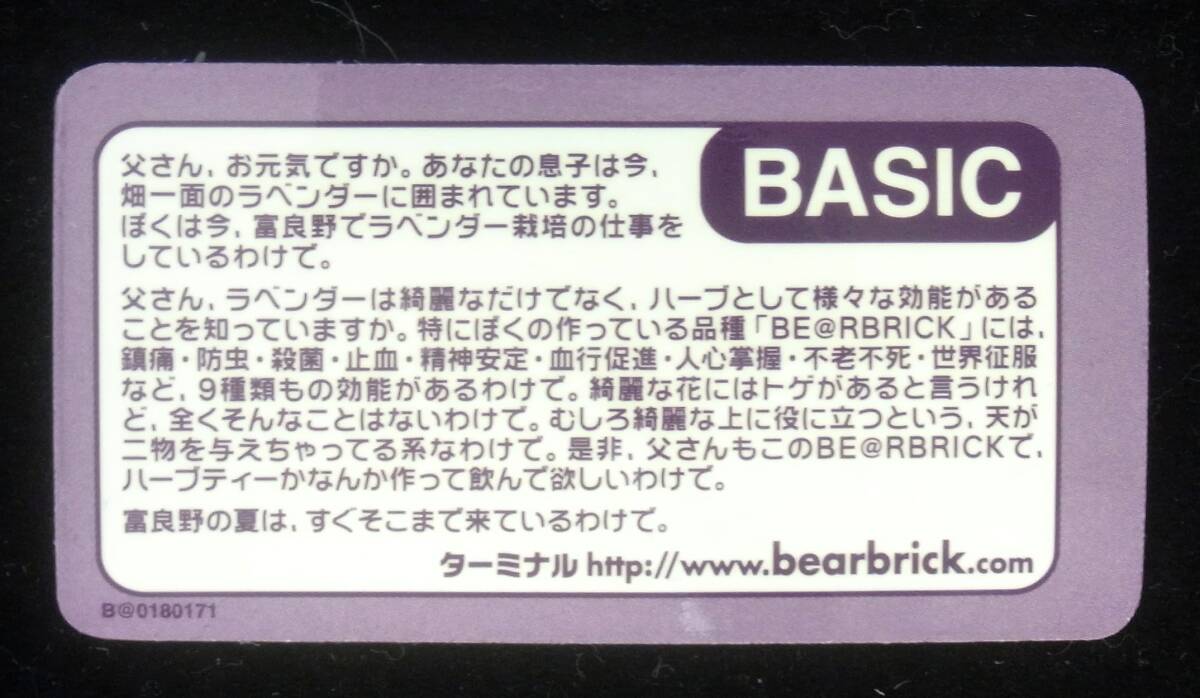 BASIC
父さん, お元気ですか。あなたの息子は今,
畑一面のラベンダーに囲まれています。
ぼくは今, 富良野でラベンダー栽培の仕事を
しているわけで。
父さん, ラベンダーは綺麗なだけでなく, ハーブとして様々な効能がある
ことを知っていますか。特にぼくの作っている品種「BE@RBRICK」には,
鎮痛・防虫・殺菌・止血・精神安定・血行促進・人心掌握・不老不死・世界征服
など, 9種類もの効能があるわけで。綺麗な花にはトゲがあると言うけれ
ど, 全くそんなことはないわけで。むしろ綺麗な上に役に立つという, 天が
二物を与えちゃってる系なわけで。是非, 父さんもこのBE@RBRICKで,
ハーブティーかなんか作って飲んで欲しいわけで。
富良野の夏は, すぐそこまで来ているわけで。
ターミナル http://www.bearbrick.com
B@0180171